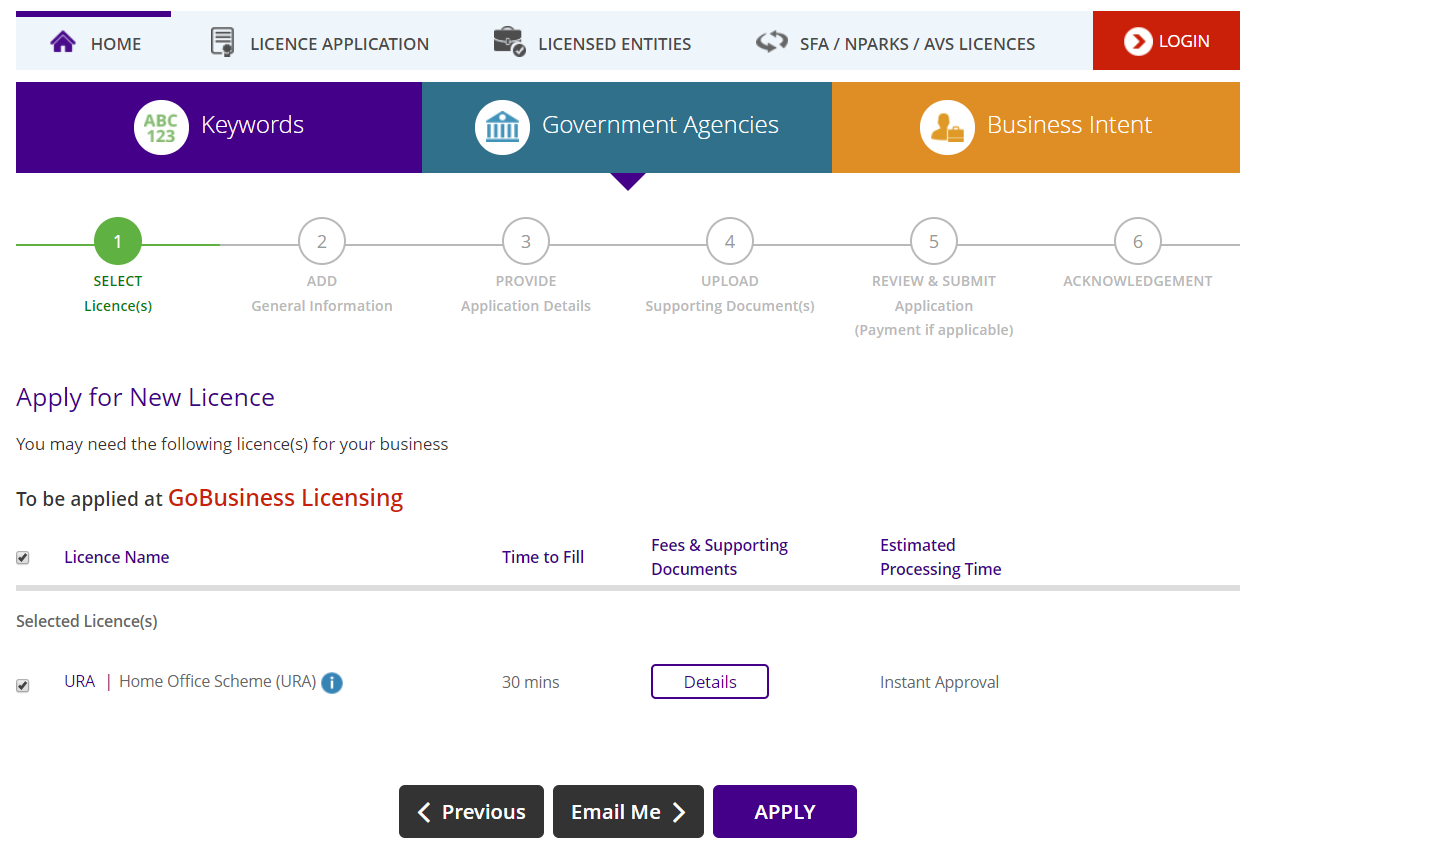 HOME
LICENCE APPLICATION
LICENSED ENTITIES
SFA / NPARKS / AVS LICENCES
LOGIN
ABC
123
Keywords
Government Agencies
Business Intent
1
2
3
4
5
6
SELECT
Licence(s)
ADD
General Information
PROVIDE
Application Details
UPLOAD
Supporting Document(s)
REVIEW & SUBMIT
Application
(Payment if applicable)
ACKNOWLEDGEMENT
Apply for New Licence
You may need the following licence(s) for your business
To be applied at GoBusiness Licensing
Licence Name
Time to Fill
Fees & Supporting
Documents
Estimated
Processing Time
Selected Licence(s)
URA | Home Office Scheme (URA) i
30 mins
Details
Instant Approval
Previous
Email Me
APPLY